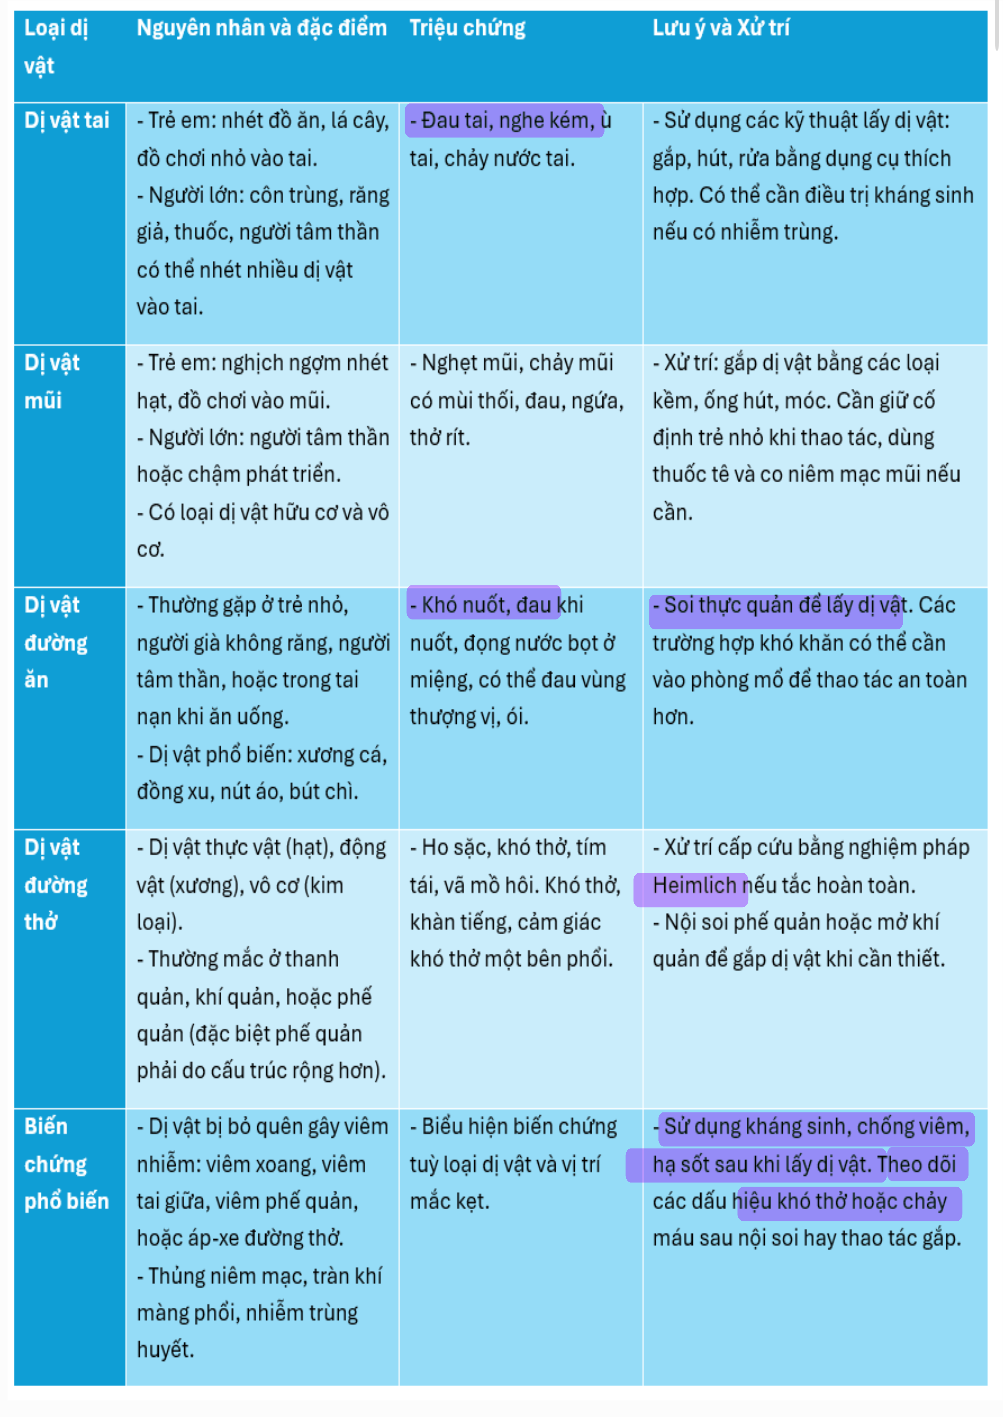 Loại dị
vật
Nguyên nhân và đặc điểm
Triệu chứng
Lưu ý và Xử trí
Dị vật tai
- Trẻ em: nhét đồ ăn, lá cây,
đồ chơi nhỏ vào tai.
- Người lớn: côn trùng, răng
giả, thuốc, người tâm thần
có thể nhét nhiều dị vật
vào tai.
- Đau tai, nghe kém, ù
tai, chảy nước tai.
- Sử dụng các kỹ thuật lấy dị vật:
gắp, hút, rửa bằng dụng cụ thích
hợp. Có thể cần điều trị kháng sinh
nếu có nhiễm trùng.
Dị vật
mũi
- Trẻ em: nghịch ngợm nhét
hạt, đồ chơi vào mũi.
- Người lớn: người tâm thần
hoặc chậm phát triển.
- Có loại dị vật hữu cơ và vô
cơ.
- Nghẹt mũi, chảy mũi
có mùi thối, đau, ngứa,
thở rít.
- Xử trí: gắp dị vật bằng các loại
kềm, ống hút, móc. Cần giữ cố
định trẻ nhỏ khi thao tác, dùng
thuốc tê và co niêm mạc mũi nếu
cần.
Dị vật
đường
ăn
- Thường gặp ở trẻ nhỏ,
người già không răng, người
tâm thần, hoặc trong tai
nạn khi ăn uống.
- Dị vật phổ biến: xương cá,
đồng xu, nút áo, bút chì.
- Khó nuốt, đau khi
nuốt, đọng nước bọt ở
miệng, có thể đau vùng
thượng vị, ói.
- Soi thực quản để lấy dị vật. Các
trường hợp khó khăn có thể cần
vào phòng mổ để thao tác an toàn
hơn.
Dị vật
đường
thở
- Dị vật thực vật (hạt), động
vật (xương), vô cơ (kim
loại).
- Thường mắc ở thanh
quản, khí quản, hoặc phế
quản (đặc biệt phế quản
phải do cấu trúc rộng hơn).
- Ho sặc, khó thở, tím
tái, vã mồ hôi. Khó thở,
khàn tiếng, cảm giác
khó thở một bên phổi.
- Xử trí cấp cứu bằng nghiệm pháp
Heimlich nếu tắc hoàn toàn.
- Nội soi phế quản hoặc mở khí
quản để gắp dị vật khi cần thiết.
Biến
chứng
phổ biến
- Dị vật bị bỏ quên gây viêm
nhiễm: viêm xoang, viêm
tai giữa, viêm phế quản,
hoặc áp-xe đường thở.
- Thủng niêm mạc, tràn khí
màng phổi, nhiễm trùng
huyết.
- Biểu hiện biến chứng
tuỳ loại dị vật và vị trí
mắc kẹt.
- Sử dụng kháng sinh, chống viêm,
hạ sốt sau khi lấy dị vật. Theo dõi
các dấu hiệu khó thở hoặc chảy
máu sau nội soi hay thao tác gắp.